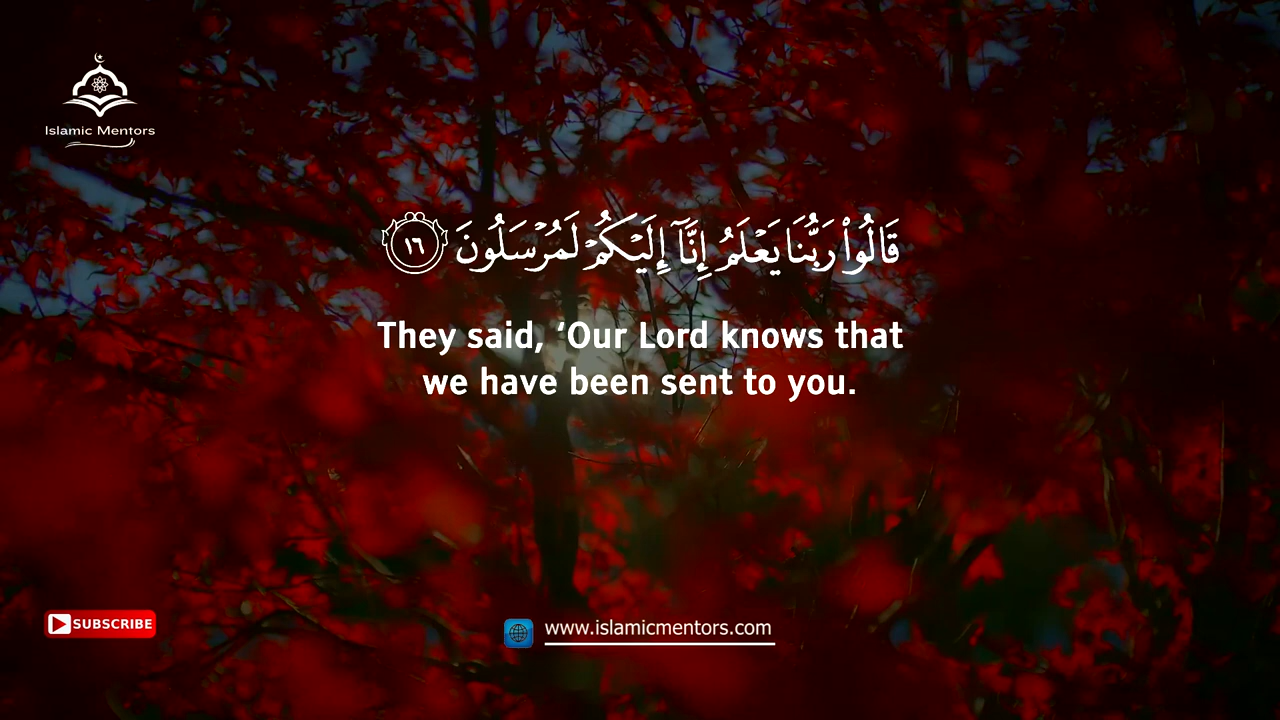 Islamic Mentors
قَالُوا۟ رَبُّنَا يَعْلَمُ إِنَّآ إِلَيْكُمْ لَمُرْسَلُونَ ١٦
They said, ‘Our Lord knows that
we have been sent to you.
SUBSCRIBE
www.islamicmentors.com